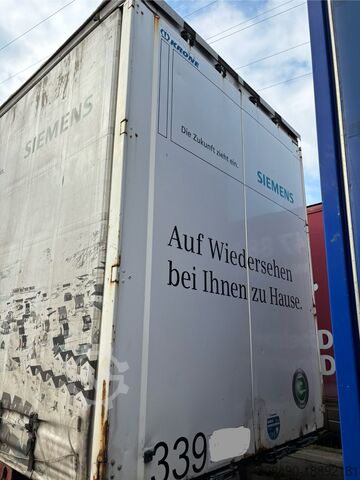 KRONE
SIEMENS
Die Zukunft zieht ein.
SIEMENS
Auf Wiedersehen
bei Ihnen zu Hause.
339